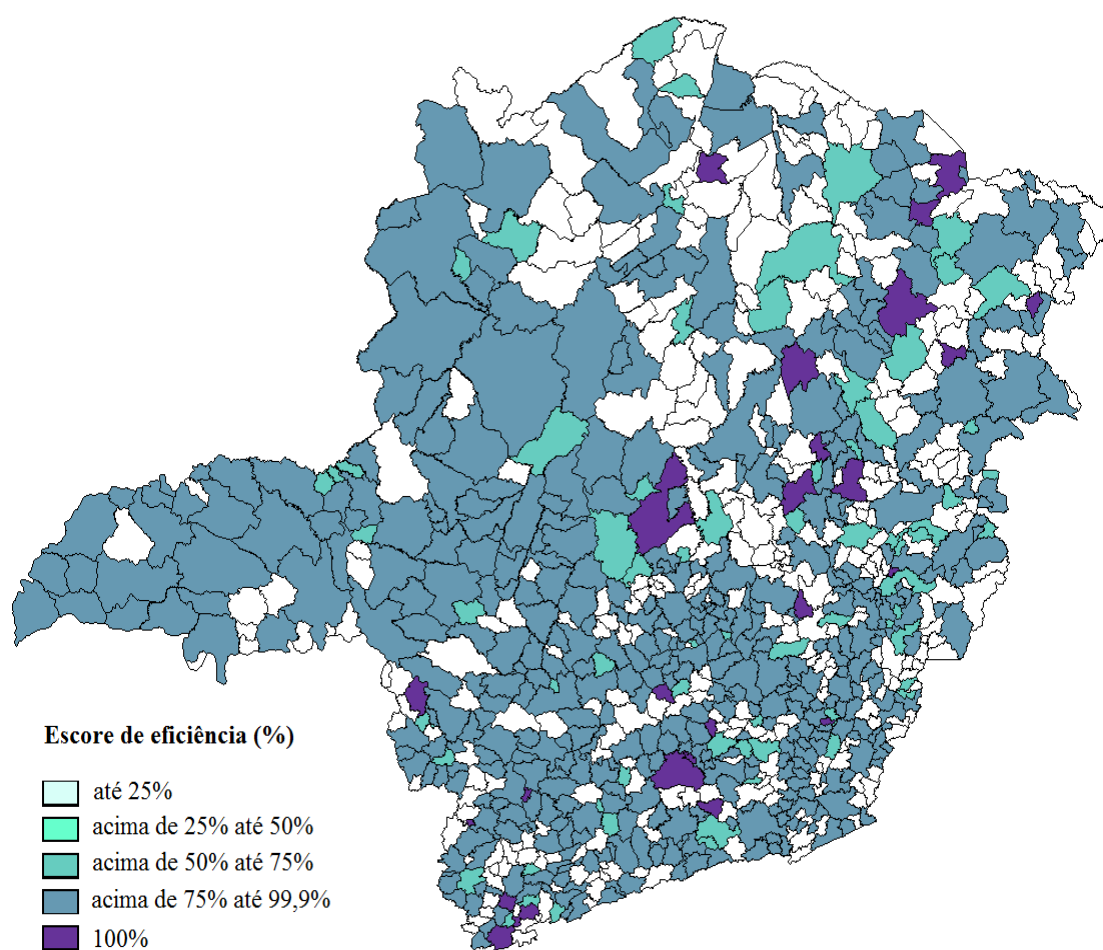 Escore de eficiência (%)
até 25%
acima de 25% até 50%
acima de 50% até 75%
acima de 75% até 99,9%
100%